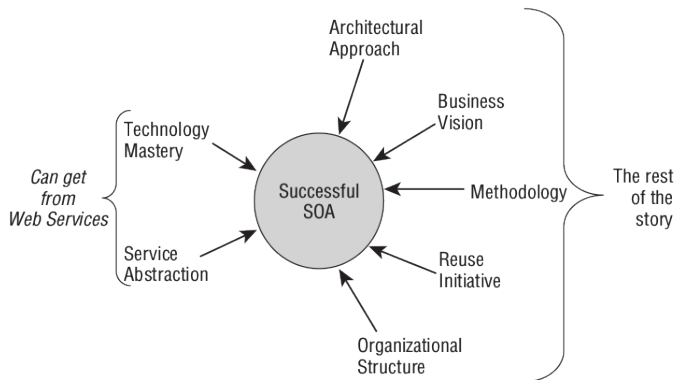 Architectural
Approach
Business
Vision
Technology
Mastery
Can get
from
Web Services
Successful
SOA
Methodology
The rest
of the
story
Service
Abstraction
Reuse
Initiative
Organizational
Structure